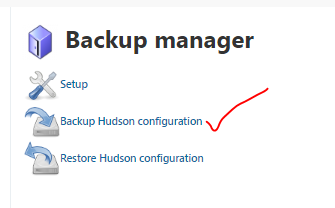 Backup manager
Setup
Backup Hudson configuration
Restore Hudson configuration